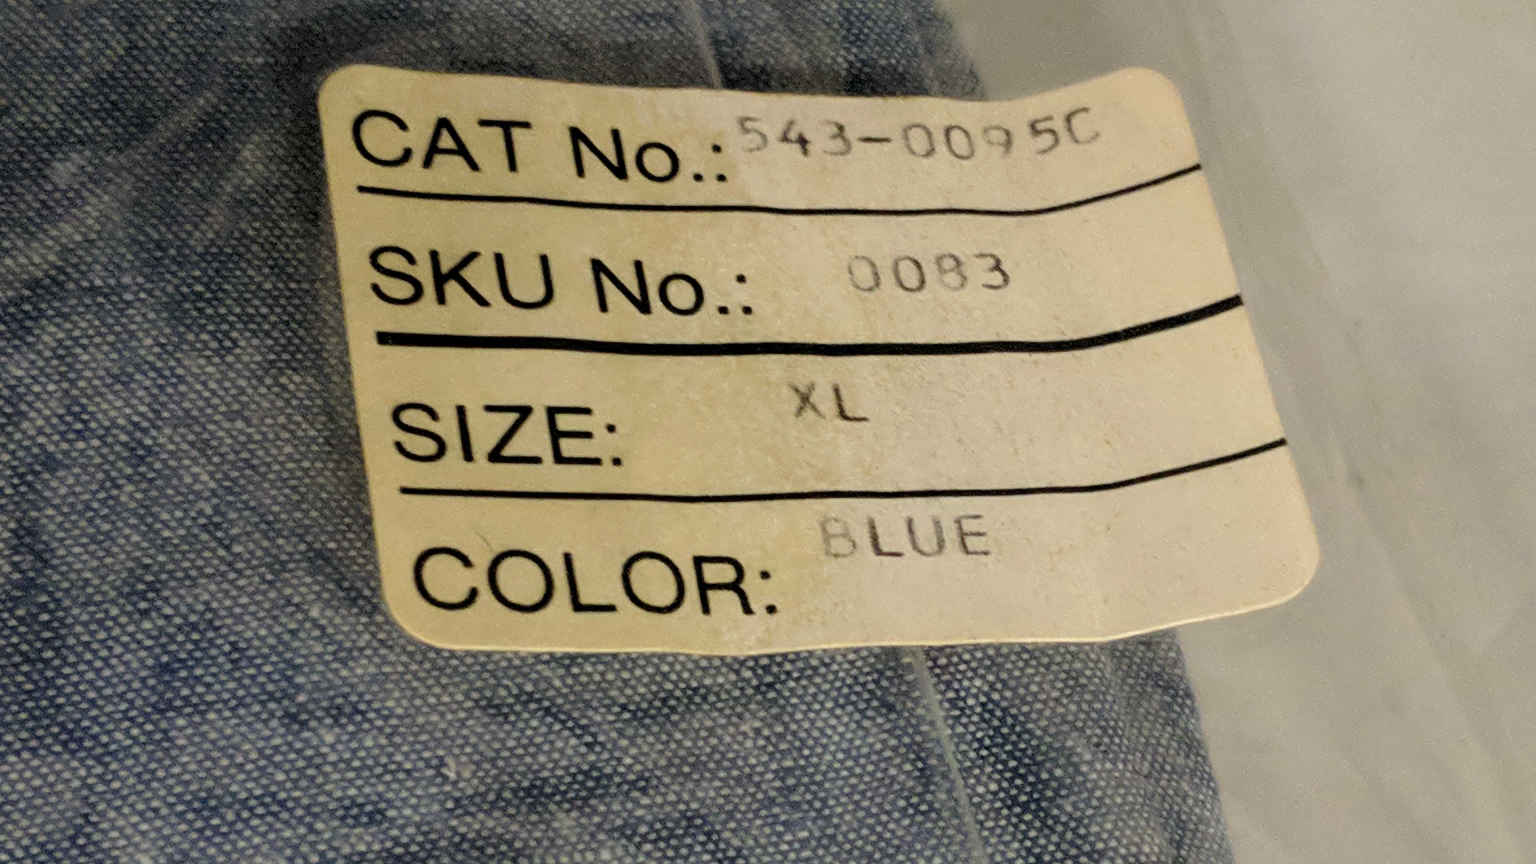 CAT No.: 543-0095C
SKU No.: 0083
SIZE: XL
COLOR: BLUE